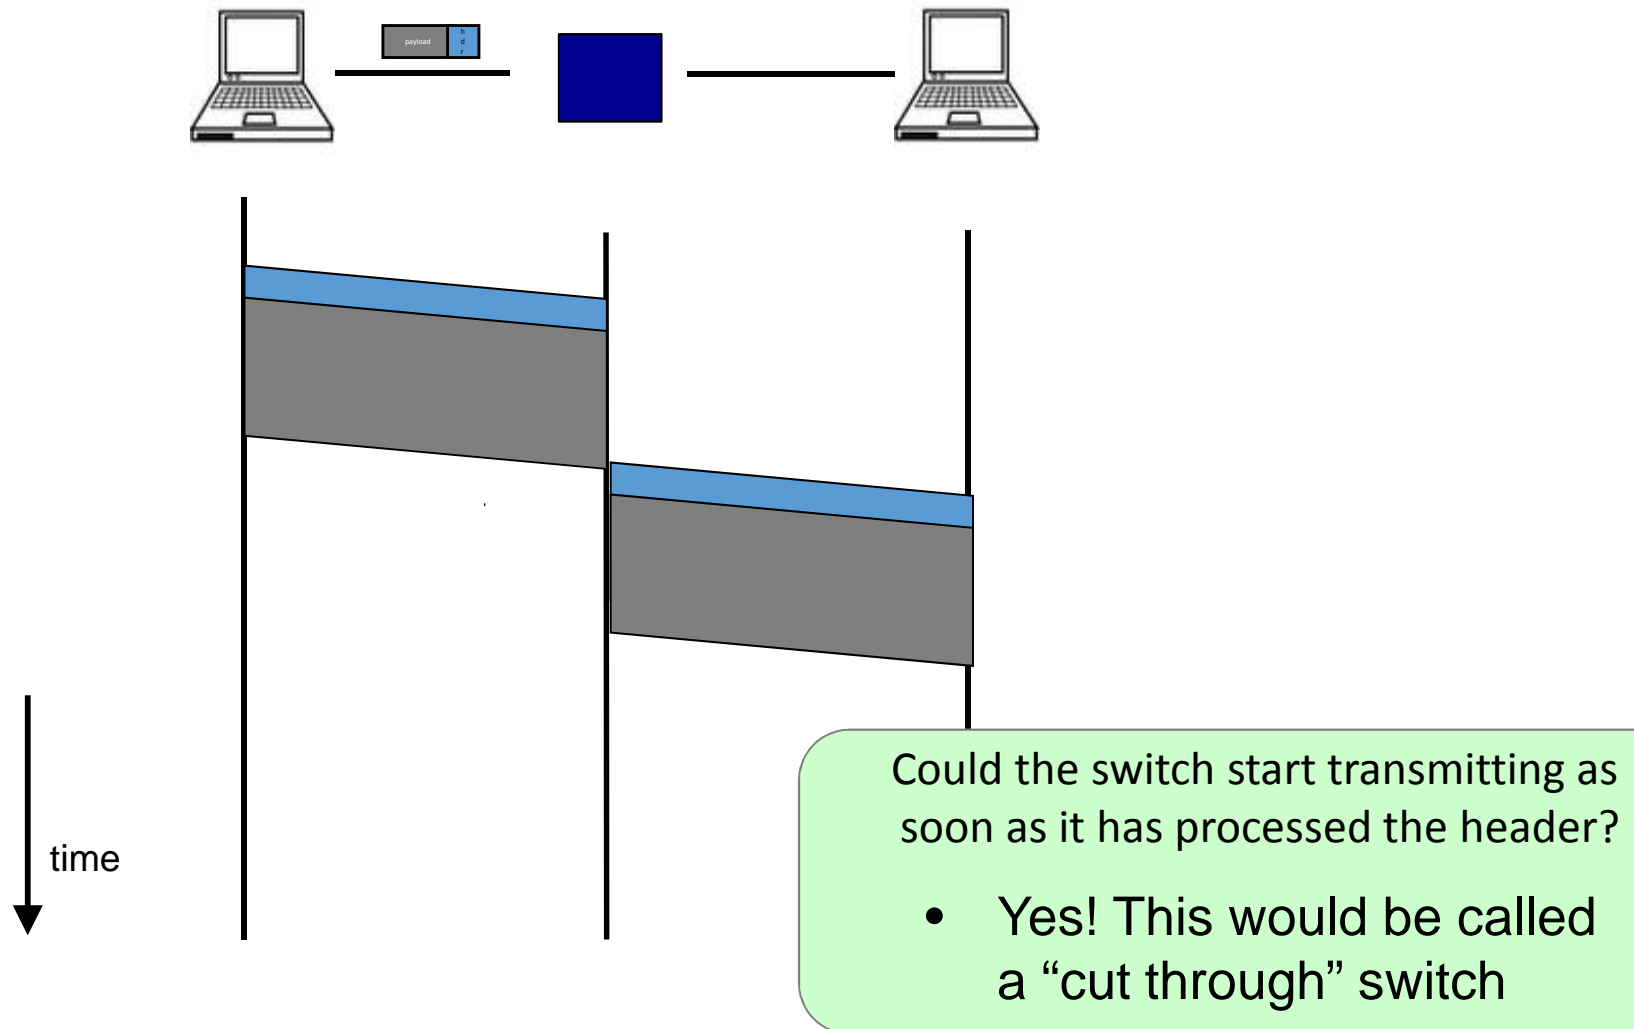 payload
h
d
r
time
Could the switch start transmitting as
soon as it has processed the header?
• Yes! This would be called
a “cut through” switch